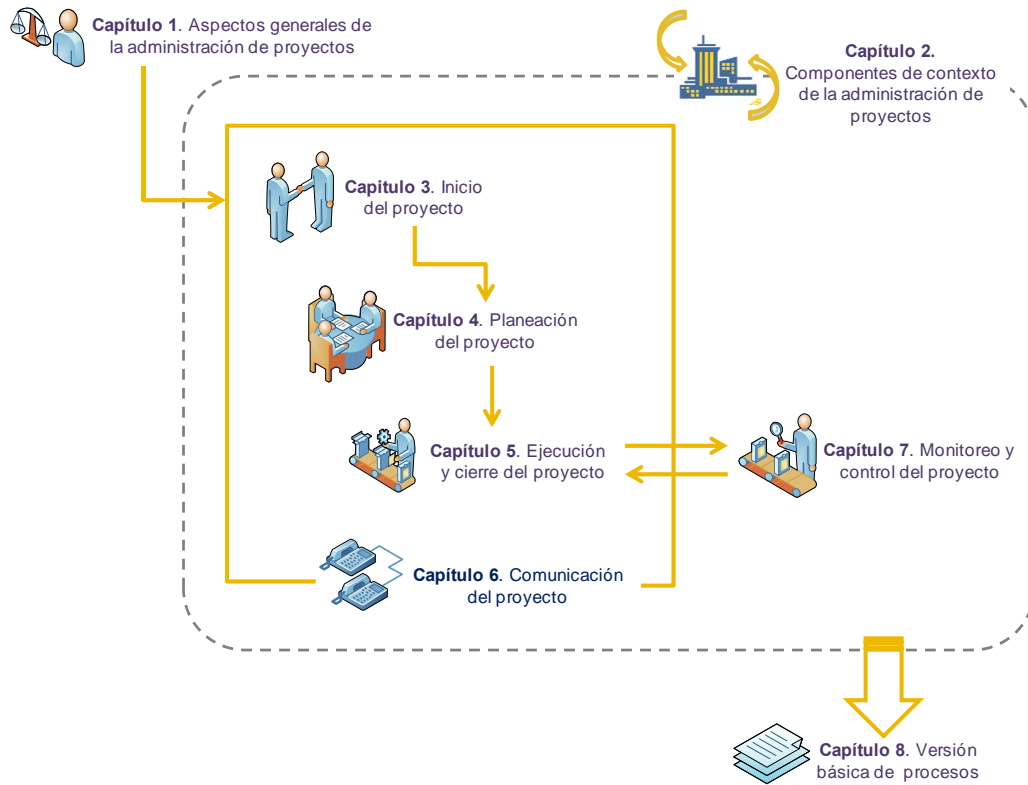 Capítulo 1. Aspectos generales de
la administración de proyectos
Capítulo 2.
Componentes de contexto
de la administración de
proyectos
Capitulo 3. Inicio
del proyecto
Capítulo 4. Planeación
del proyecto
Capítulo 5. Ejecución
y cierre del proyecto
Capítulo 7. Monitoreo y
control del proyecto
Capítulo 6. Comunicación
del proyecto
Capítulo 8. Versión
básica de procesos